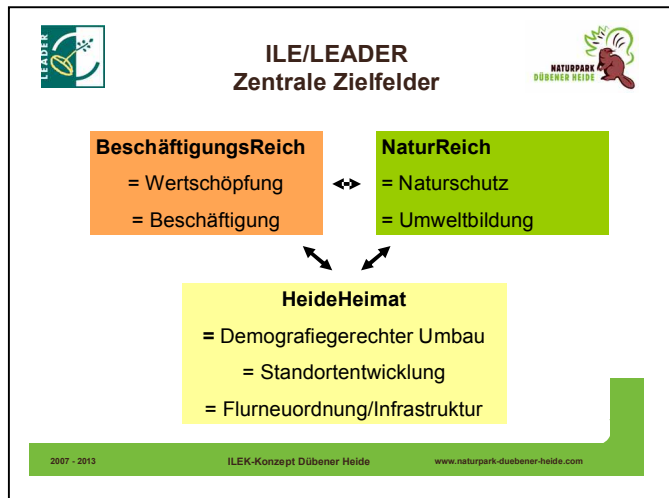 LEADER
ILE/LEADER
Zentrale Zielfelder
NATURPARK
DÜBENER HEIDE
BeschäftigungsReich
= Wertschöpfung
= Beschäftigung
NaturReich
= Naturschutz
= Umweltbildung
HeideHeimat
= Demografiegerechter Umbau
= Standortentwicklung
= Flurneuordnung/Infrastruktur
2007 - 2013
ILEK-Konzept Dübener Heide
www.naturpark-duebener-heide.com